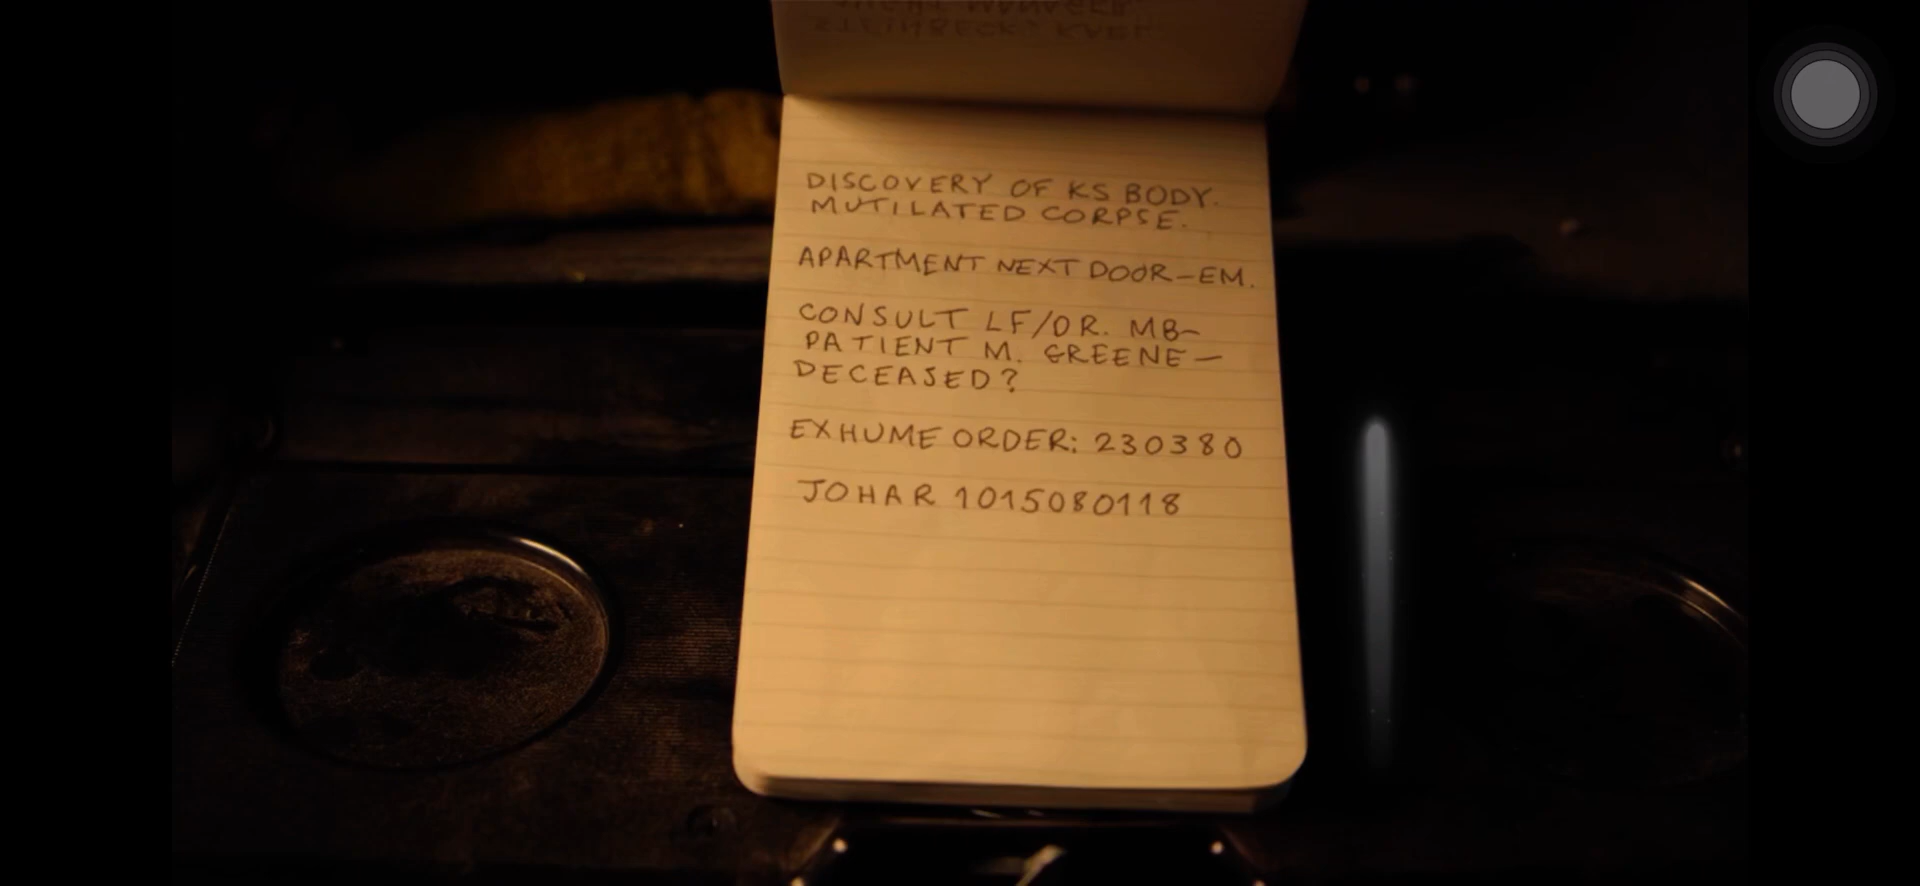 DISCOVERY OF KS BODY.
MUTILATED CORPSE.
APARTMENT NEXT DOOR-EM.
CONSULT LF/DR. MB-
PATIENT M. GREENE-
DECEASED?
EXHUME ORDER: 230380
JOHAR 1015080118